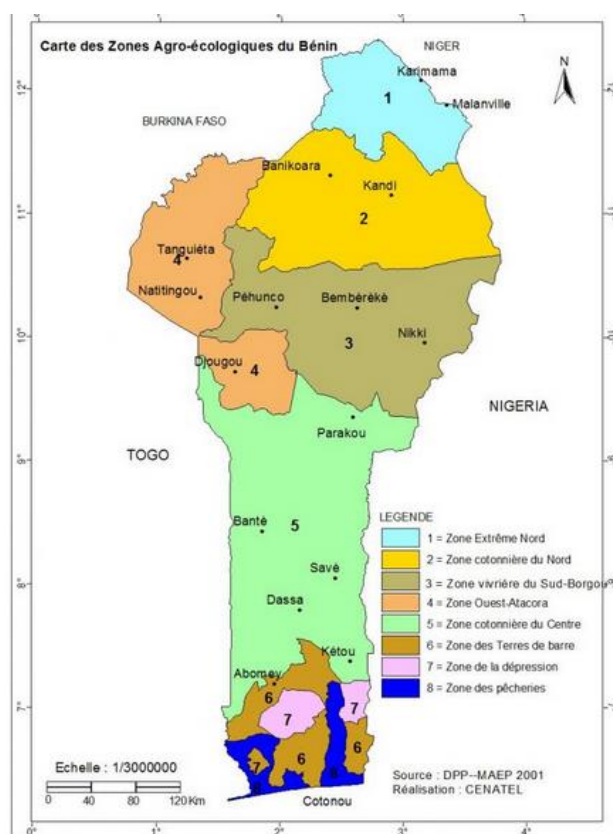 Carte des Zones Agro-écologiques du Bénin
NIGER
N
Karimama
1
Malanville
12°
BURKINA FASO
Banikoara
Kandi
2
11°
Tanguiéta
4
Natitingou
Péhunco
Bembèrèkè
Nikki
3
10°
Djougou
4
NIGERIA
Parakou
TOGO
9°
LEGENDE
1 = Zone Extrême Nord
2 = Zone cotonnière du Nord
3 = Zone vivrière du Sud-Borgou
4 = Zone Ouest-Atacora
5 = Zone cotonnière du Centre
6 = Zone des Terres de barre
7 = Zone de la dépression
8 = Zone des pêcheries
Bantè
5
Savè
8°
Dassa
Kétou
Abomey
6
7
7
7°
7
6
6
8
8
Echelle : 1/3000000
0 40 80 120 Km
Cotonou
Source : DPP--MAEP 2001
Réalisation : CENATEL
0° 1° 2° 3° 4°